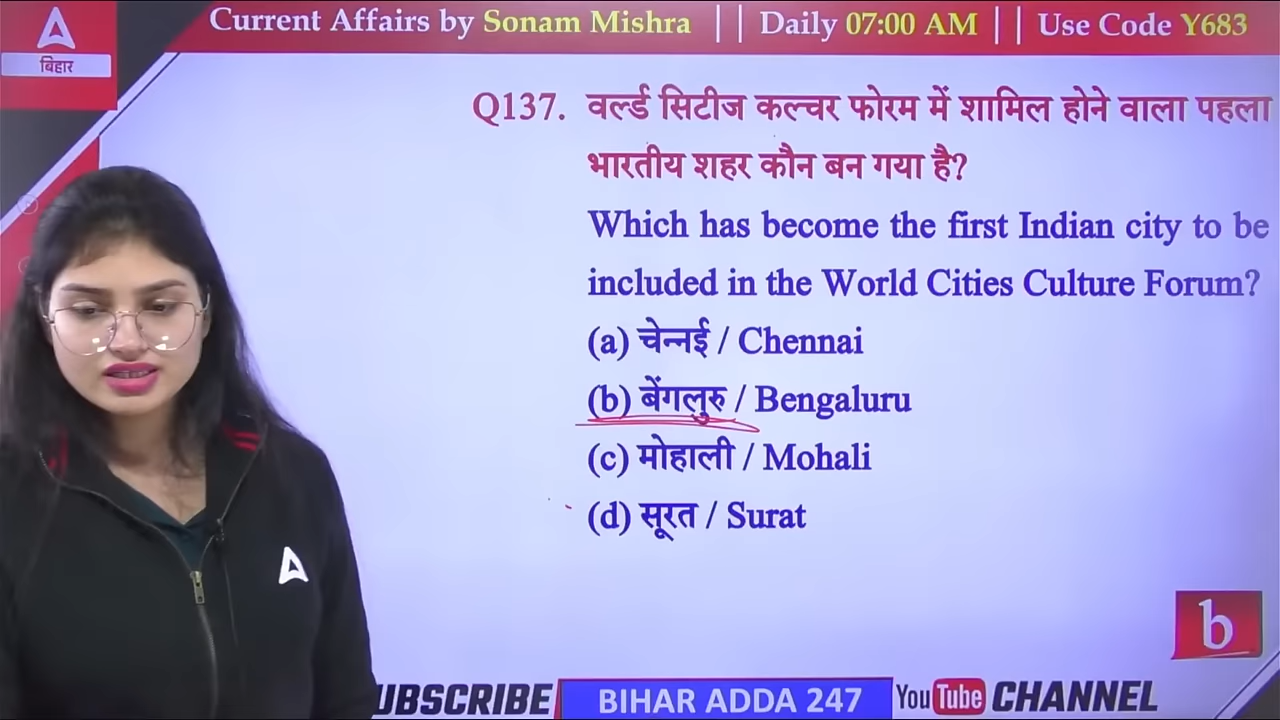 Current Affairs by Sonam Mishra || Daily 07:00 AM || Use Code Y683
बिहार
Q137. वर्ल्ड सिटीज कल्चर फोरम में शामिल होने वाला पहला
भारतीय शहर कौन बन गया है?
Which has become the first Indian city to be
included in the World Cities Culture Forum?
(a) चेन्नई / Chennai
(b) बेंगलुरु / Bengaluru
(c) मोहाली / Mohali
(d) सूरत / Surat
b
UBSCRIBE BIHAR ADDA 247 YouTube CHANNEL